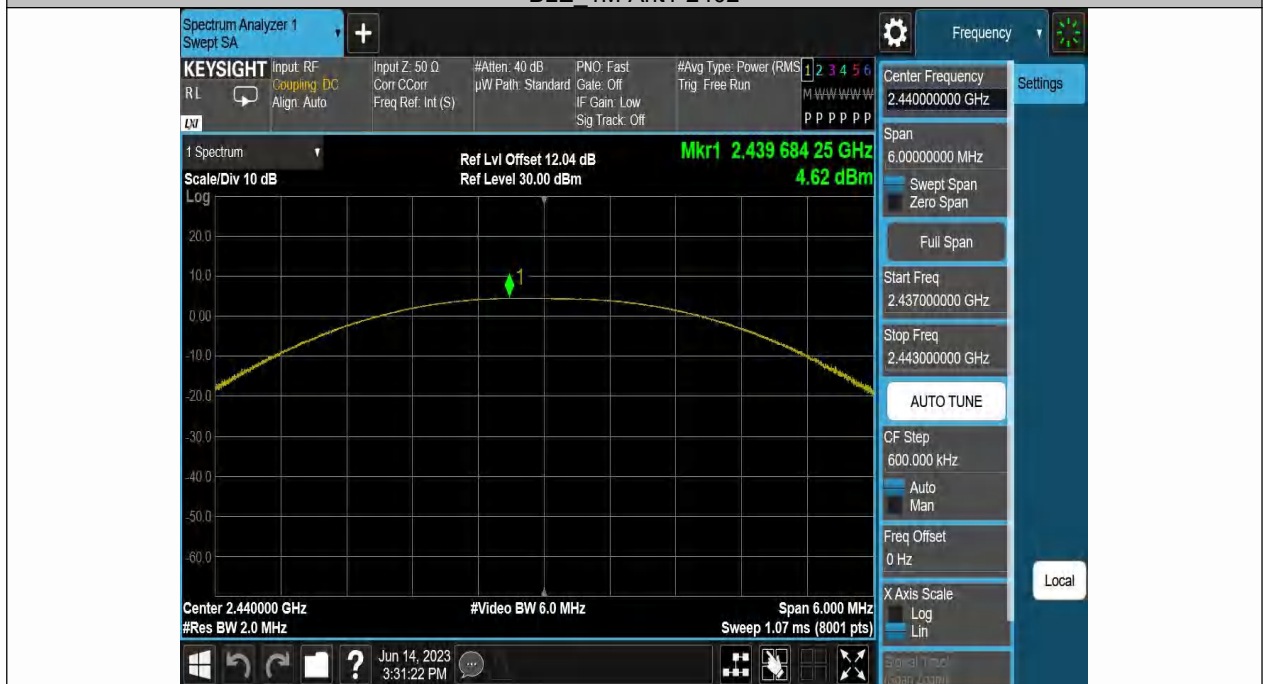 Spectrum Analyzer 1
Swept SA
+
Frequency
KEYSIGHT Input: RF Input Z: 50 Ω #Atten: 40 dB PNO: Fast #Avg Type: Power (RMS 1 2 3 4 5 6
RL Coupling: DC Corr CCorr µW Path: Standard Gate: Off Trig: Free Run M W W W W W
Align: Auto Freq Ref: Int (S) IF Gain: Low
LXI Sig Track: Off P P P P P P
Center Frequency
2.440000000 GHz
Settings
Span
6.00000000 MHz
Swept Span
Zero Span
Full Span
Start Freq
2.437000000 GHz
Stop Freq
2.443000000 GHz
AUTO TUNE
CF Step
600.000 kHz
Auto
Man
Freq Offset
0 Hz
X Axis Scale
Log
Lin
Local
1 Spectrum
Scale/Div 10 dB
Ref Lvl Offset 12.04 dB
Ref Level 30.00 dBm
Mkr1 2.439 684 25 GHz
4.62 dBm
Log
20.0
10.0
1
0.00
-10.0
-20.0
-30.0
-40.0
-50.0
-60.0
Center 2.440000 GHz #Video BW 6.0 MHz Span 6.000 MHz
#Res BW 2.0 MHz Sweep 1.07 ms (8001 pts)
? Jun 14, 2023
3:31:22 PM